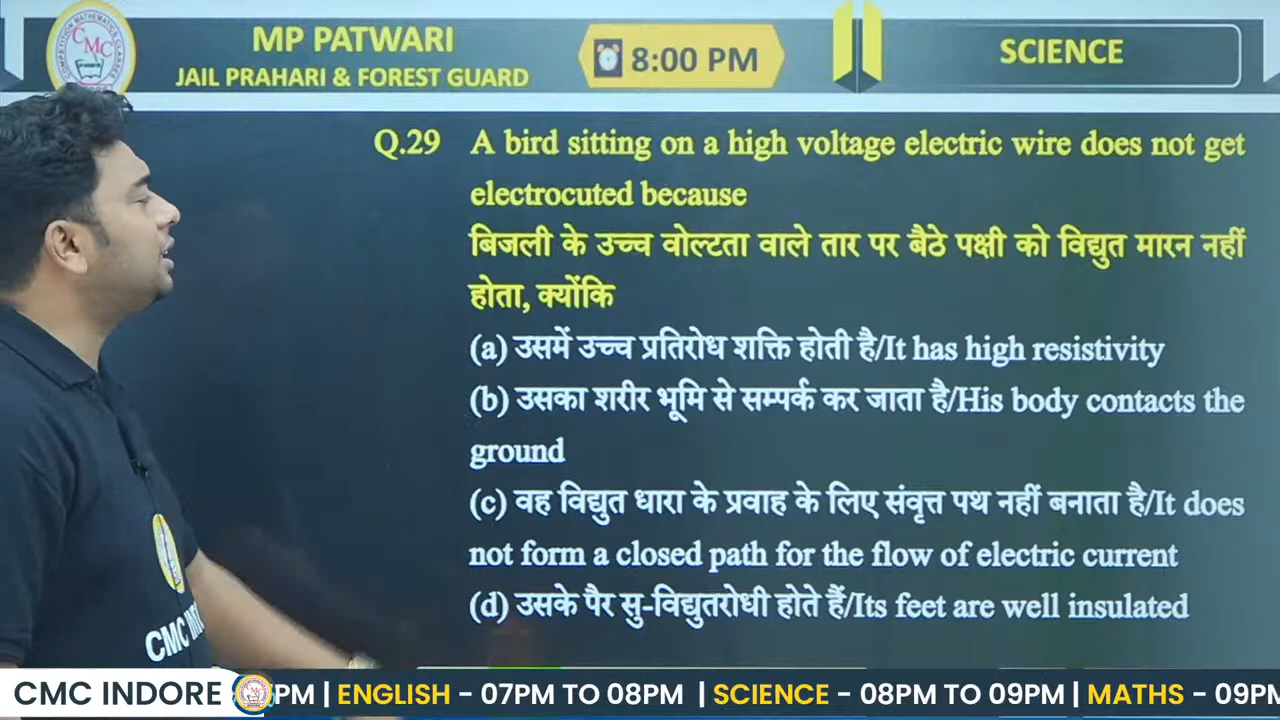 MP PATWARI
JAIL PRAHARI & FOREST GUARD
8:00 PM
SCIENCE
CMC
Q.29 A bird sitting on a high voltage electric wire does not get
electrocuted because
बिजली के उच्च वोल्टता वाले तार पर बैठे पक्षी को विद्युत मारन नहीं
होता, क्योंकि
(a) उसमें उच्च प्रतिरोध शक्ति होती है/It has high resistivity
(b) उसका शरीर भूमि से सम्पर्क कर जाता है/His body contacts the
ground
(c) वह विद्युत धारा के प्रवाह के लिए संवृत्त पथ नहीं बनाता है/It does
not form a closed path for the flow of electric current
(d) उसके पैर सु-विद्युतरोधी होते हैं/Its feet are well insulated
CMC
CMC INDORE PM | ENGLISH – 07PM TO 08PM | SCIENCE – 08PM TO 09PM | MATHS – 09PM